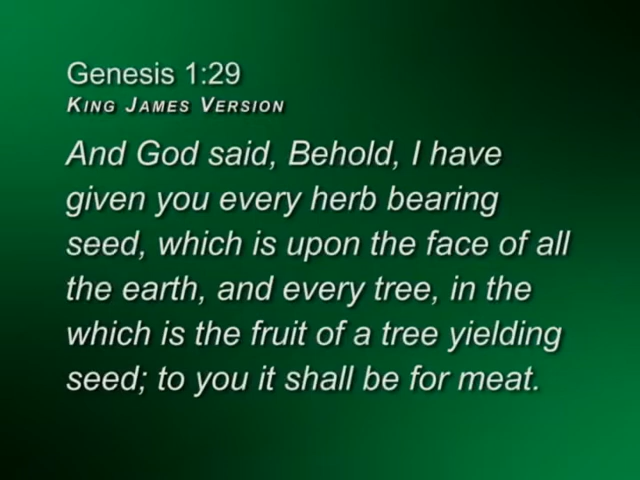 Genesis 1:29
KING JAMES VERSION
And God said, Behold, I have
given you every herb bearing
seed, which is upon the face of all
the earth, and every tree, in the
which is the fruit of a tree yielding
seed; to you it shall be for meat.